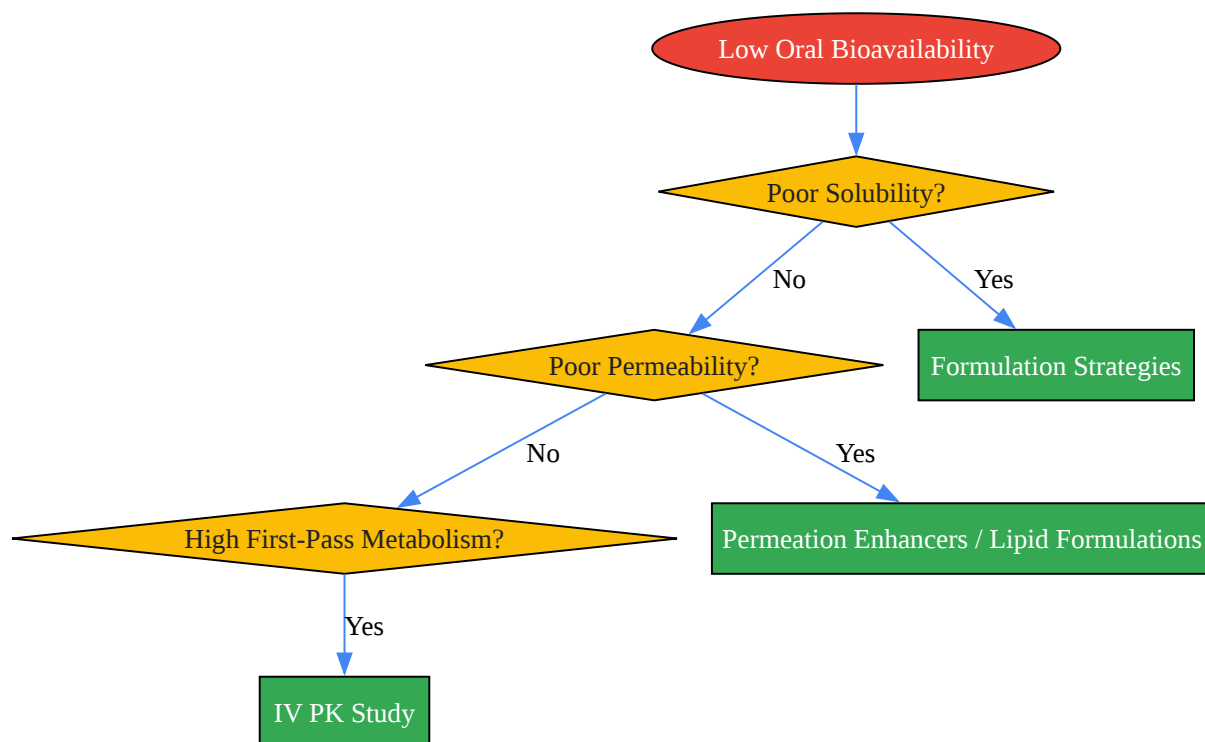 Low Oral Bioavailability
Poor Solubility?
No
Yes
Poor Permeability?
Formulation Strategies
No
Yes
High First-Pass Metabolism?
Permeation Enhancers / Lipid Formulations
Yes
IV PK Study